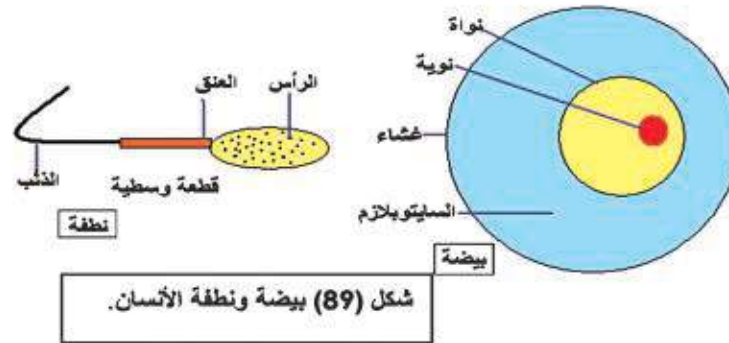 نواة
نوية
غشاء
السايتوبلازم
بيضة
الرأس
العنق
قطعة وسطية
الذنب
نطفة
شكل (89) بيضة ونطفة الأنسان.